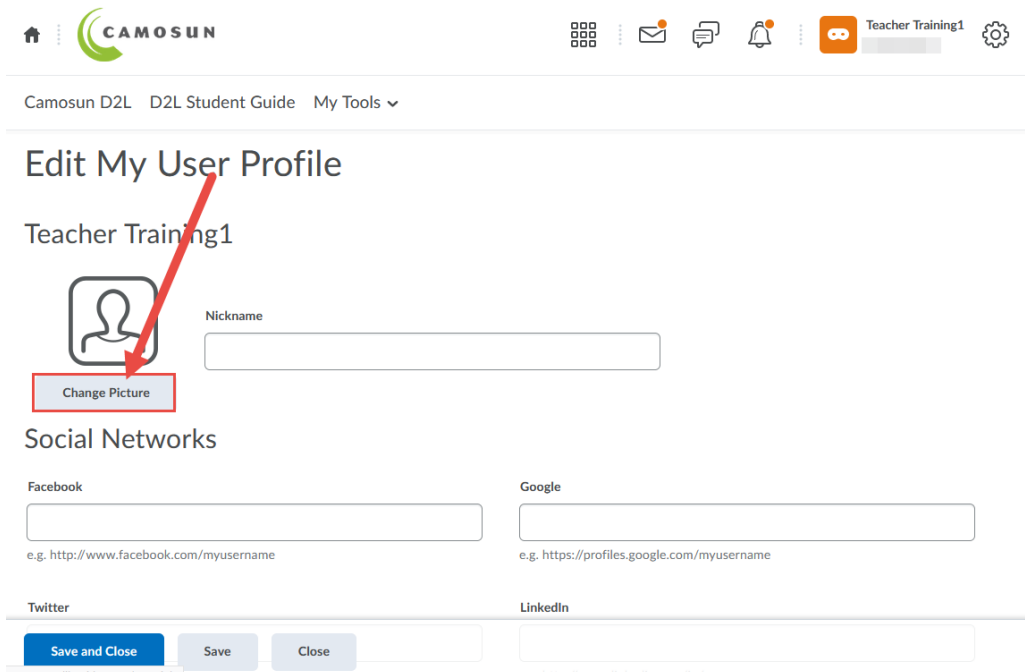 CAMOSUN
Teacher Training1
Camosun D2L D2L Student Guide My Tools
Edit My User Profile
Teacher Training1
Nickname
Change Picture
Social Networks
Facebook Google
e.g. http://www.facebook.com/myusername e.g. https://profiles.google.com/myusername
Twitter LinkedIn
Save and Close Save Close